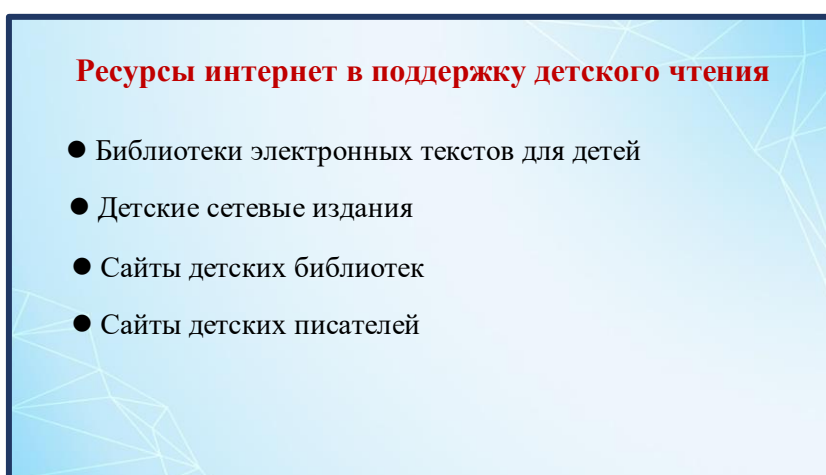 Ресурсы интернет в поддержку детского чтения
● Библиотеки электронных текстов для детей
● Детские сетевые издания
● Сайты детских библиотек
● Сайты детских писателей